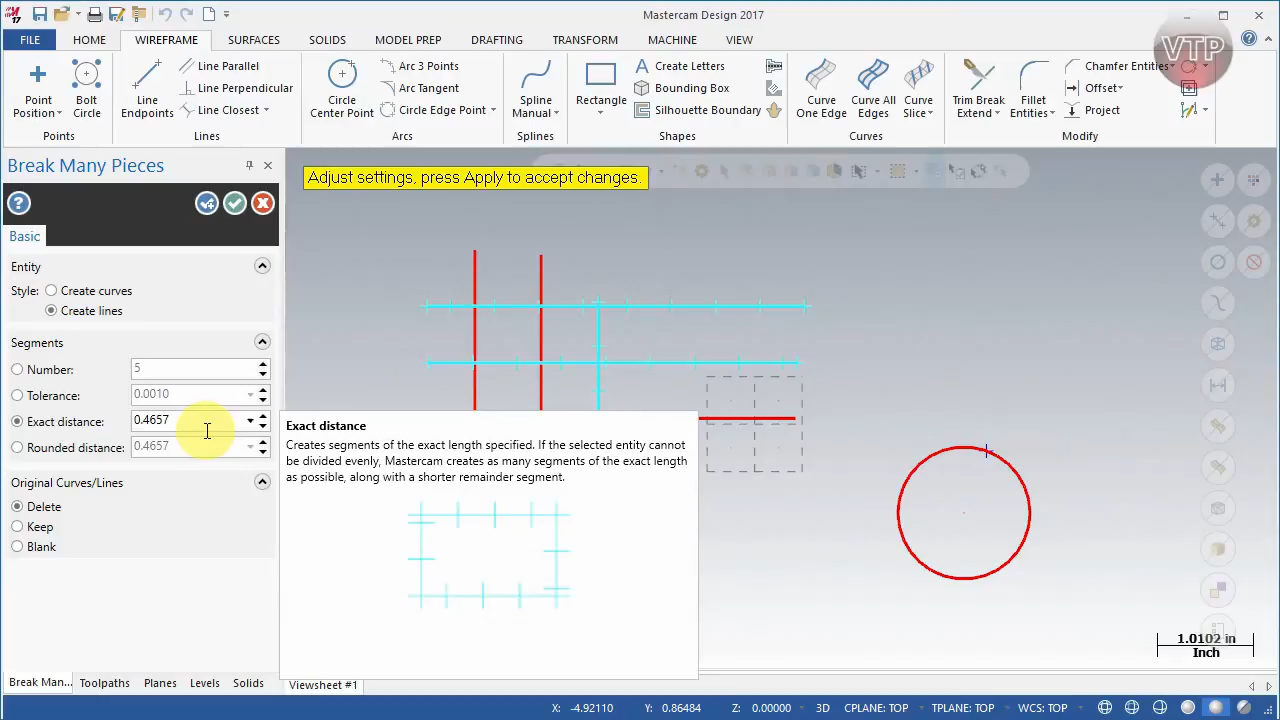 17
Mastercam Design 2017
VTP
FILE
HOME
WIREFRAME
SURFACES
SOLIDS
MODEL PREP
DRAFTING
TRANSFORM
MACHINE
VIEW
Point
Position
Bolt
Circle
Points
Line
Endpoints
Line Parallel
Line Perpendicular
Line Closest
Lines
Circle
Center Point
Arc 3 Points
Arc Tangent
Circle Edge Point
Arcs
Spline
Manual
Splines
Rectangle
Create Letters
Bounding Box
Silhouette Boundary
Shapes
Curve
One Edge
Curve All
Edges
Curve
Slice
Curves
Trim Break
Extend
Fillet
Entities
Chamfer Entities
Offset
Project
Modify
Break Many Pieces
Basic
Entity
Style: Create curves
Create lines
Segments
Number: 5
Tolerance: 0.0010
Exact distance: 0.4657
Rounded distance: 0.4657
Original Curves/Lines
Delete
Keep
Blank
Adjust settings, press Apply to accept changes.
Exact distance
Creates segments of the exact length specified. If the selected entity cannot
be divided evenly, Mastercam creates as many segments of the exact length
as possible, along with a shorter remainder segment.
1.0102 in
Inch
Break Many...
Toolpaths
Planes
Levels
Solids
Viewsheet #1
X: -4.92110
Y: 0.86484
Z: 0.00000
3D
CPLANE: TOP
TPLANE: TOP
WCS: TOP